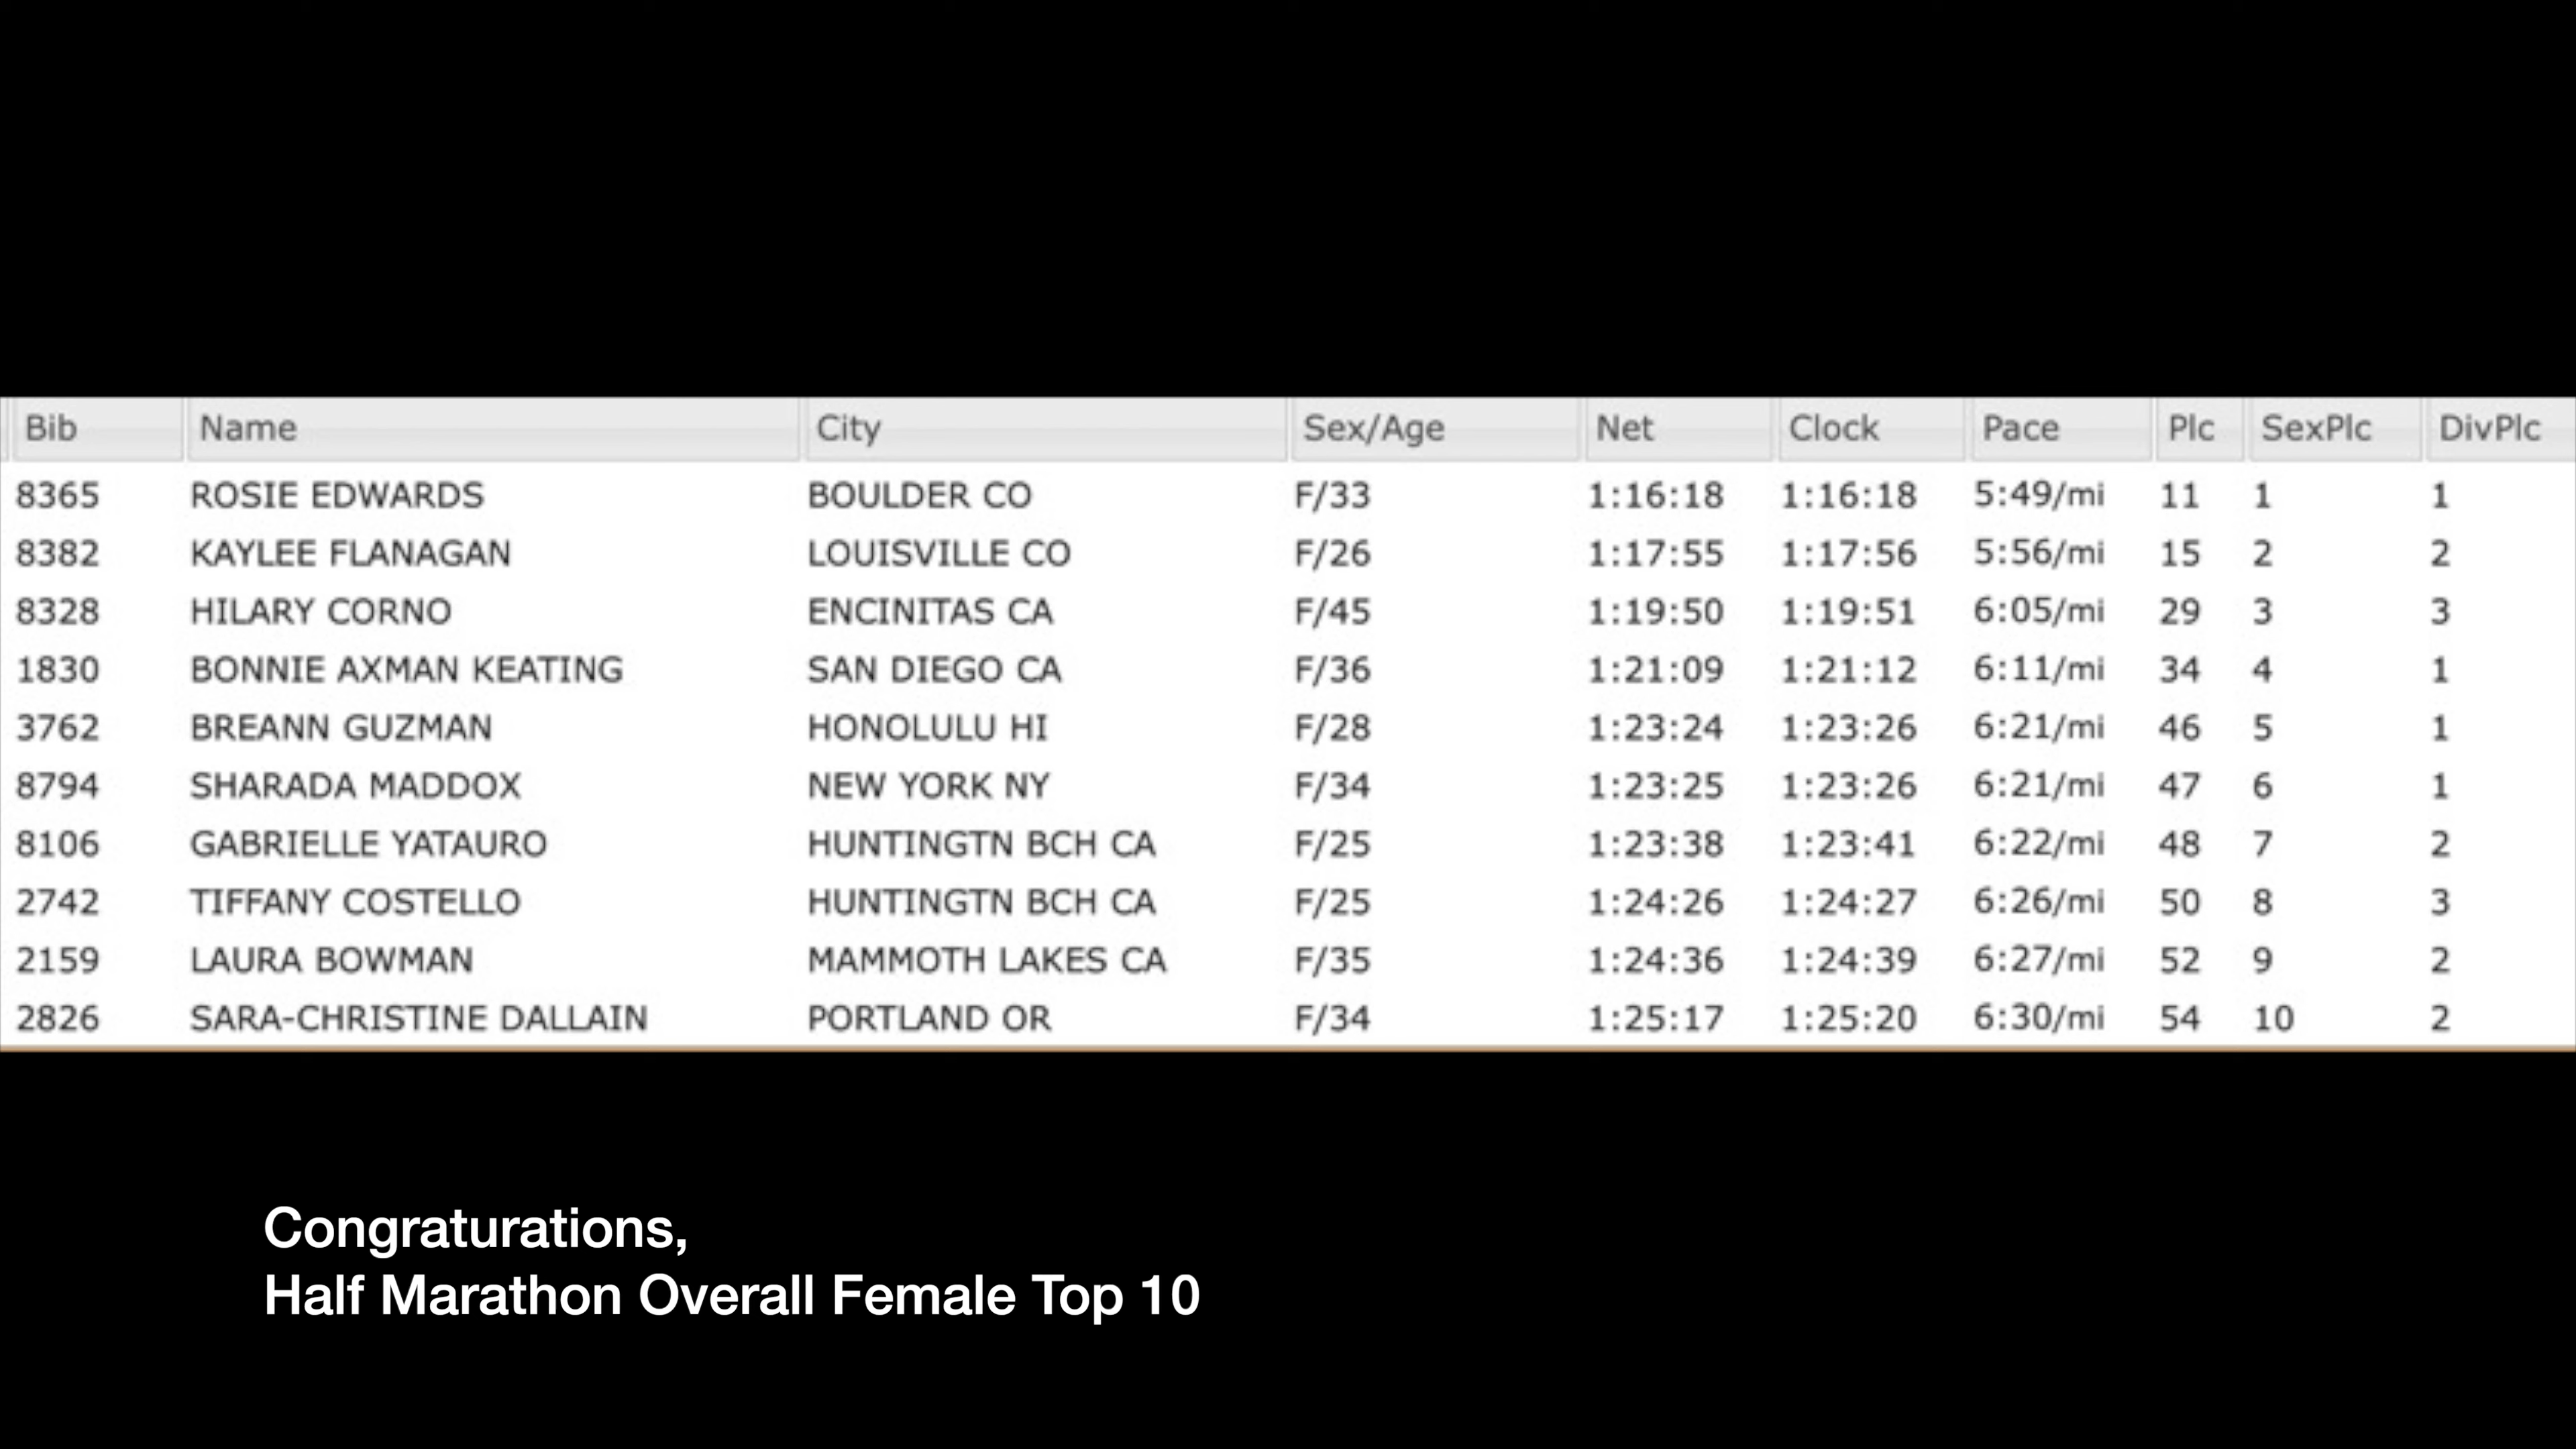 Bib Name City Sex/Age Net Clock Pace Plc SexPlc DivPlc
8365 ROSIE EDWARDS BOULDER CO F/33 1:16:18 1:16:18 5:49/mi 11 1 1
8382 KAYLEE FLANAGAN LOUISVILLE CO F/26 1:17:55 1:17:56 5:56/mi 15 2 2
8328 HILARY CORNO ENCINITAS CA F/45 1:19:50 1:19:51 6:05/mi 29 3 3
1830 BONNIE AXMAN KEATING SAN DIEGO CA F/36 1:21:09 1:21:12 6:11/mi 34 4 1
3762 BREANN GUZMAN HONOLULU HI F/28 1:23:24 1:23:26 6:21/mi 46 5 1
8794 SHARADA MADDOX NEW YORK NY F/34 1:23:25 1:23:26 6:21/mi 47 6 1
8106 GABRIELLE YATAURO HUNTINGTN BCH CA F/25 1:23:38 1:23:41 6:22/mi 48 7 2
2742 TIFFANY COSTELLO HUNTINGTN BCH CA F/25 1:24:26 1:24:27 6:26/mi 50 8 3
2159 LAURA BOWMAN MAMMOTH LAKES CA F/35 1:24:36 1:24:39 6:27/mi 52 9 2
2826 SARA-CHRISTINE DALLAIN PORTLAND OR F/34 1:25:17 1:25:20 6:30/mi 54 10 2
Congraturations,
Half Marathon Overall Female Top 10